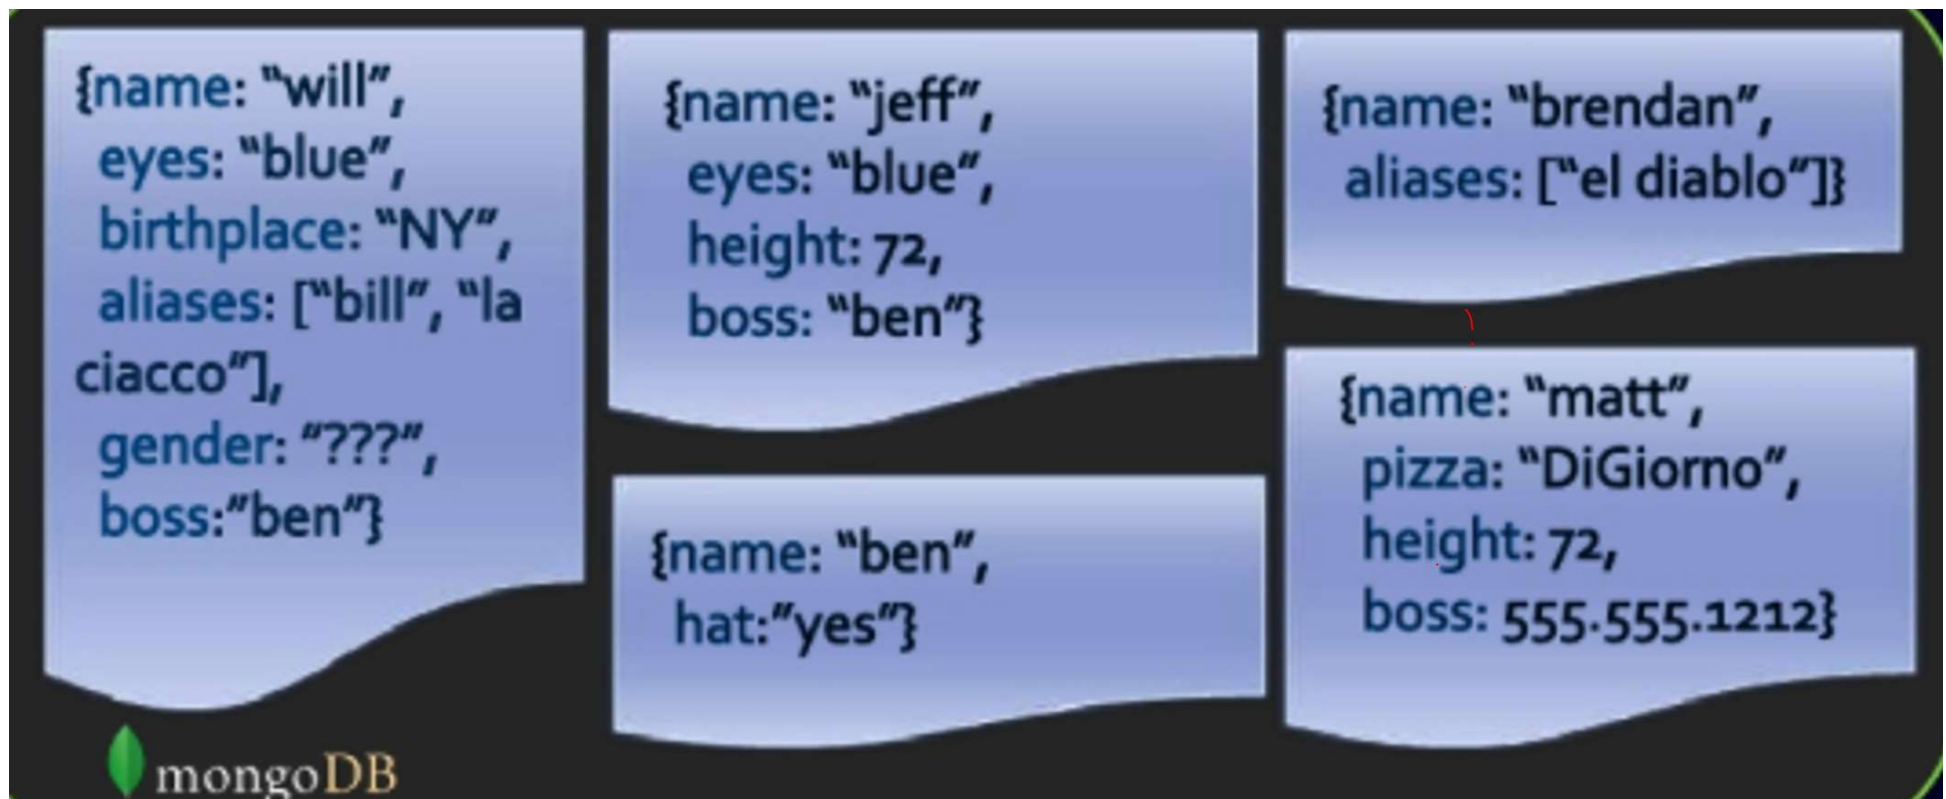 {name: “will”,
eyes: “blue”,
birthplace: “NY”,
aliases: [“bill”, “la
ciacco”],
gender: ”???”,
boss:”ben”}
{name: “jeff”,
eyes: “blue”,
height: 72,
boss: “ben”}
{name: “ben”,
hat:”yes”}
{name: “brendan”,
aliases: [“el diablo”]}
{name: “matt”,
pizza: “DiGiorno”,
height: 72,
boss: 555.555.1212}
mongoDB